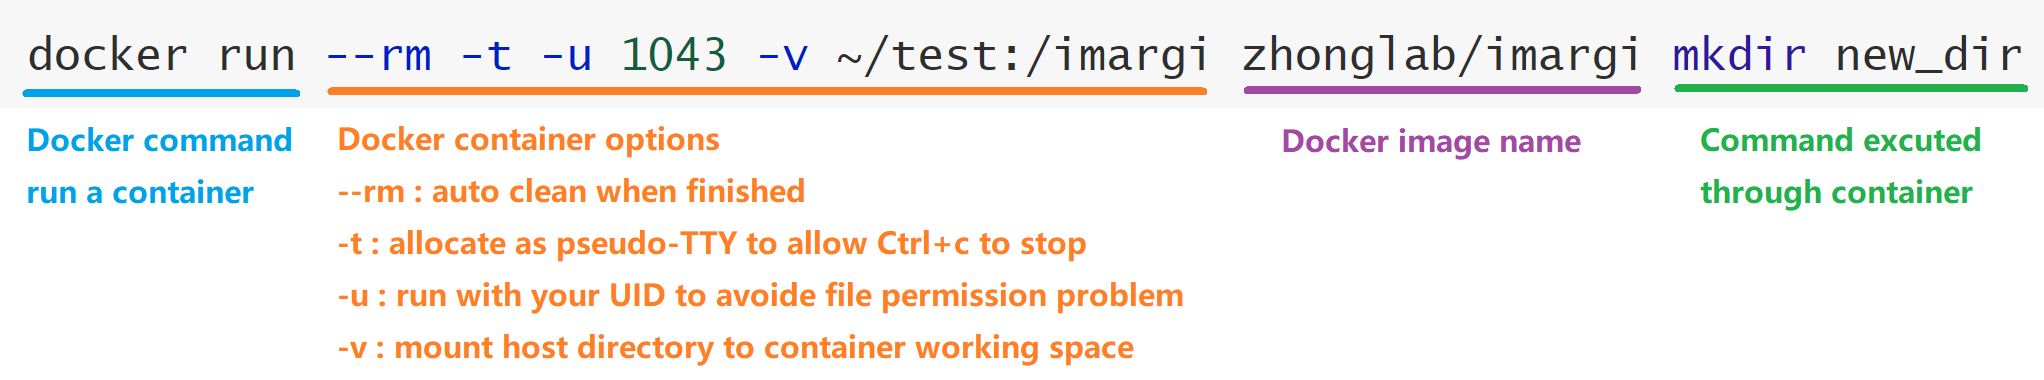 docker run --rm -t -u 1043 -v ~/test:/imargi zhonglab/imargi mkdir new_dir
Docker command
run a container
Docker container options
--rm : auto clean when finished
-t : allocate as pseudo-TTY to allow Ctrl+c to stop
-u : run with your UID to avoide file permission problem
-v : mount host directory to container working space
Docker image name
Command excuted
through container